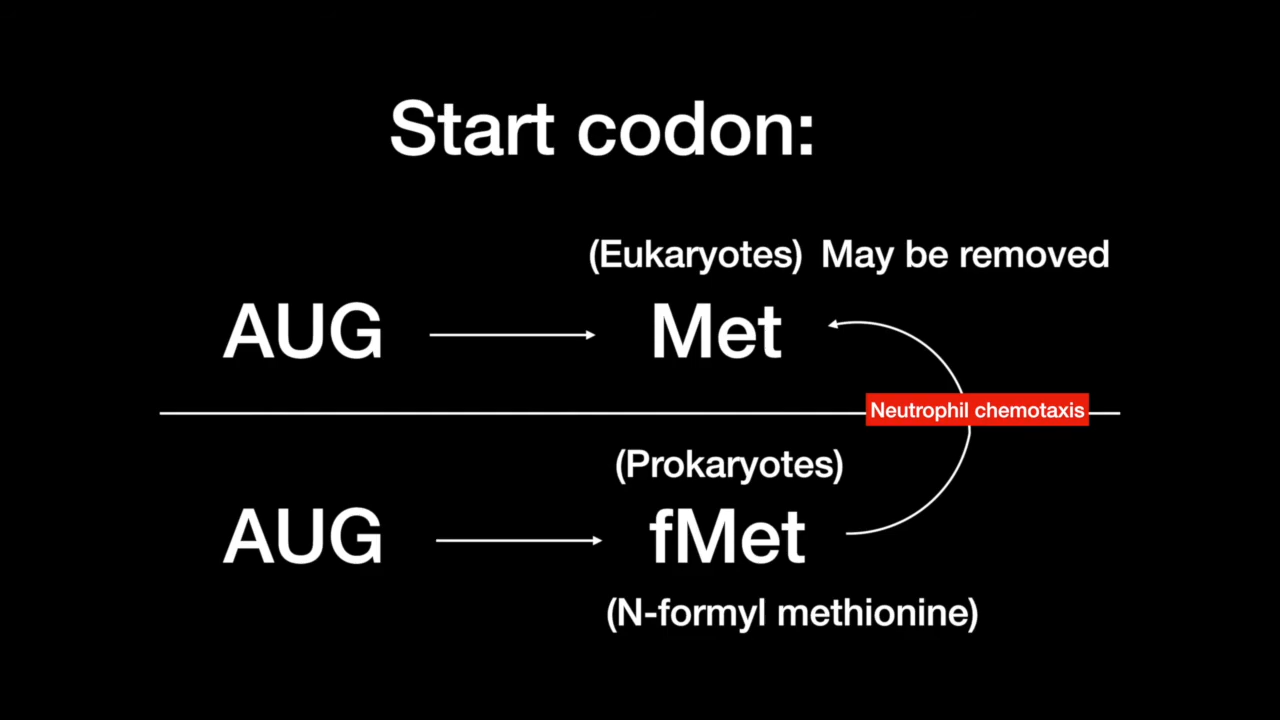 Start codon:
(Eukaryotes) May be removed
AUG Met
Neutrophil chemotaxis
(Prokaryotes)
AUG fMet
(N-formyl methionine)